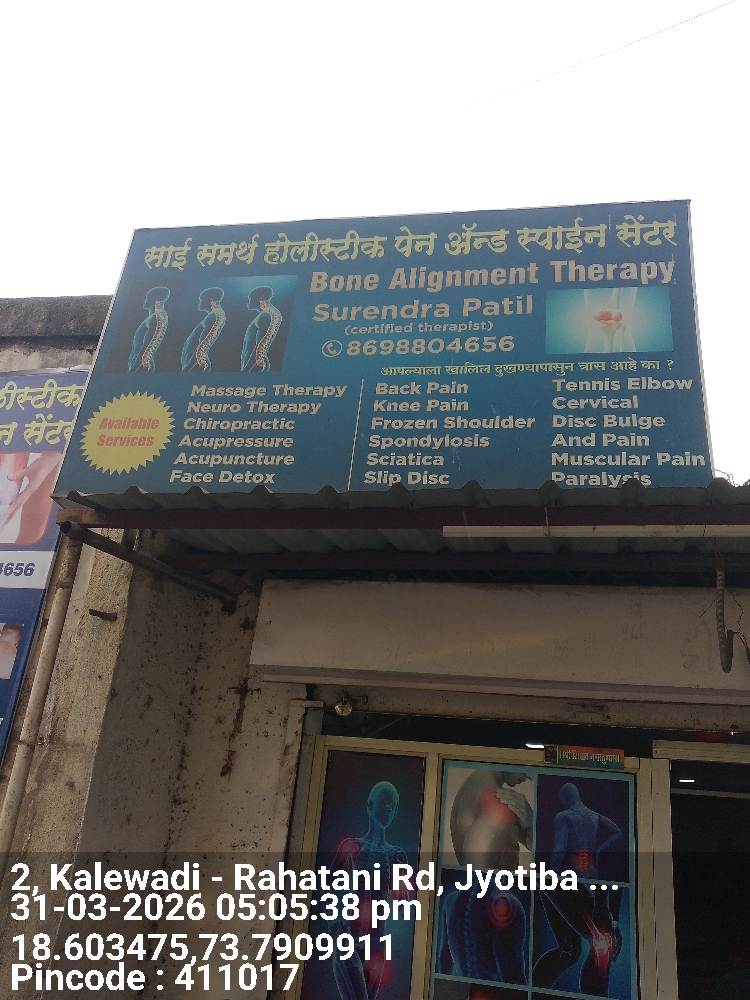 साई समर्थ होलीस्टीक पेन ॲन्ड स्पाईन सेंटर
Bone Alignment Therapy
Surendra Patil
(certified therapist)
8698804656
आपल्याला खालिल दुखण्यापासुन त्रास आहे का ?
Available
Services
Massage Therapy
Neuro Therapy
Chiropractic
Acupressure
Acupuncture
Face Detox
Back Pain
Knee Pain
Frozen Shoulder
Spondylosis
Sciatica
Slip Disc
Tennis Elbow
Cervical
Disc Bulge
And Pain
Muscular Pain
Paralysis
सेंटर
4656
2, Kalewadi - Rahatani Rd, Jyotiba ...
31-03-2026 05:05:38 pm
18.603475,73.7909911
Pincode : 411017